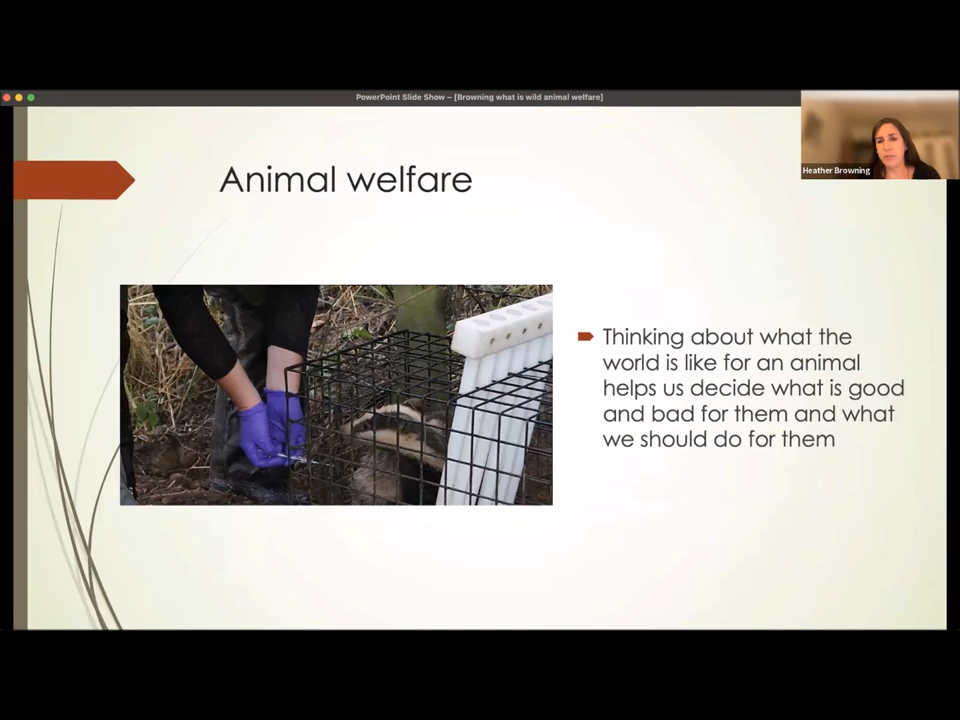 PowerPoint Slide Show – [Browning what is wild animal welfare]
Heather Browning
Animal welfare
Thinking about what the
world is like for an animal
helps us decide what is good
and bad for them and what
we should do for them